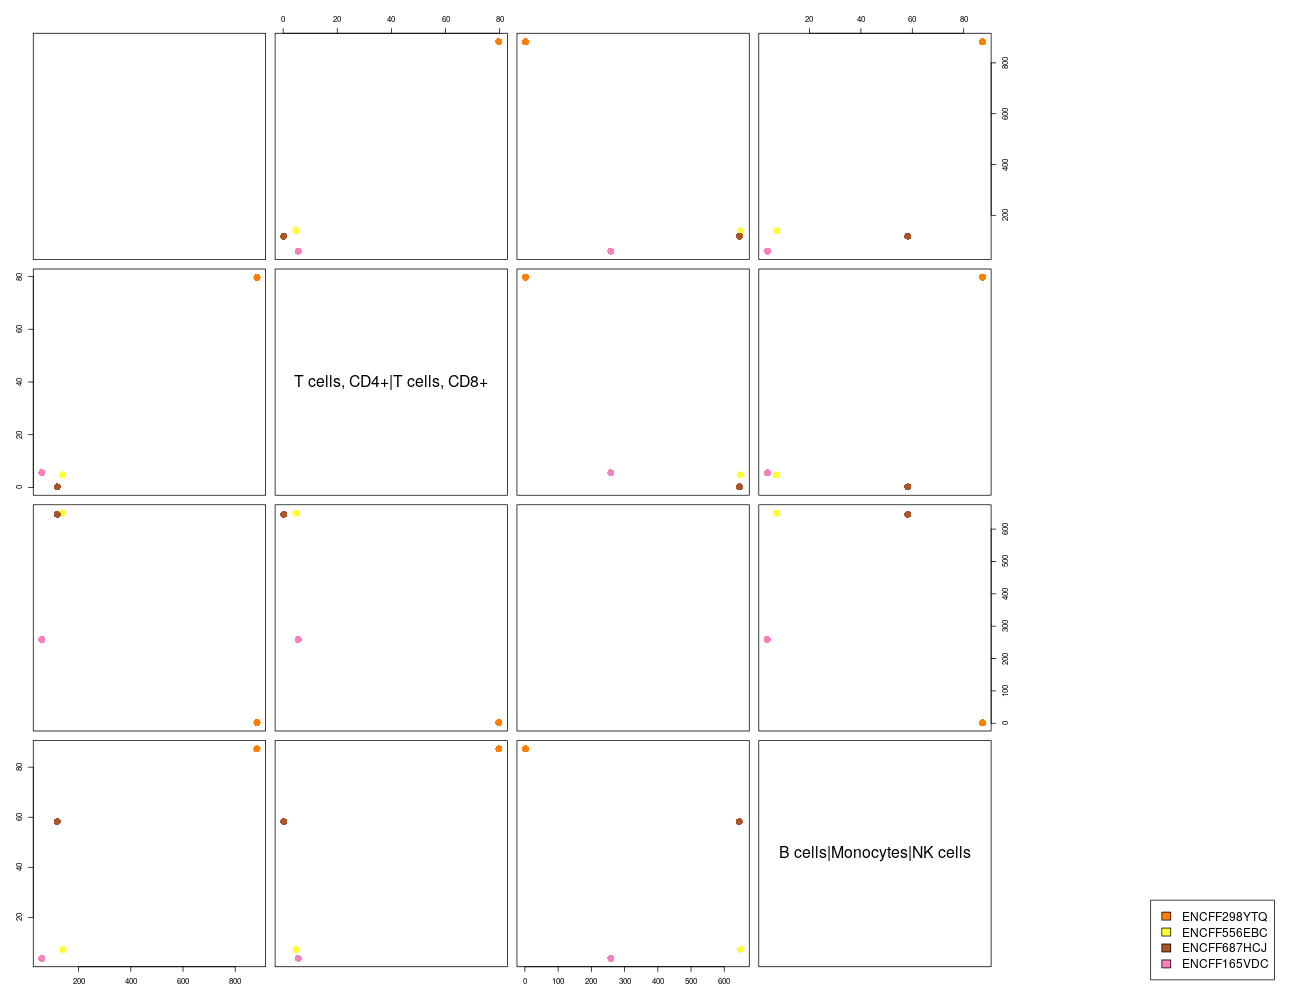 0 20 40 60 80
20 40 60 80
200 400 600 800
0 20 40 60 80
T cells, CD4+|T cells, CD8+
0 100 200 300 400 500 600
20 40 60 80
B cells|Monocytes|NK cells
200 400 600 800
0 100 200 300 400 500 600
ENCFF298YTQ
ENCFF556EBC
ENCFF687HCJ
ENCFF165VDC